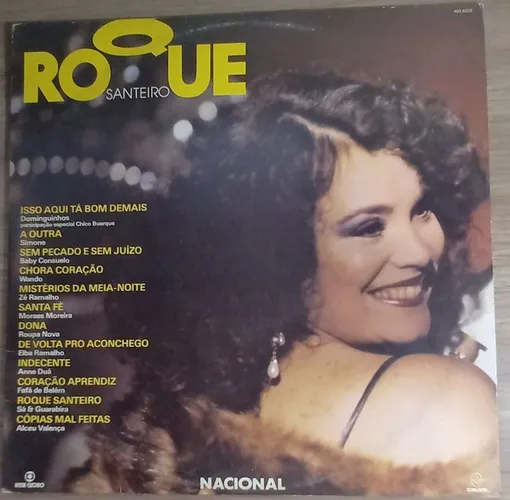 ROQUE
SANTEIRO
ISSO AQUI TÁ BOM DEMAIS
Dominguinhos
participação especial Chico Buarque
A OUTRA
Simone
SEM PECADO E SEM JUÍZO
Baby Consuelo
CHORA CORAÇÃO
Wando
MISTÉRIOS DA MEIA-NOITE
Zé Ramalho
SANTA FÉ
Moraes Moreira
DONA
Roupa Nova
DE VOLTA PRO ACONCHEGO
Elba Ramalho
INDECENTE
Anne Duá
CORAÇÃO APRENDIZ
Fafá de Belém
ROQUE SANTEIRO
Sá & Guarabira
CÓPIAS MAL FEITAS
Alceu Valença
REDE GLOBO
NACIONAL